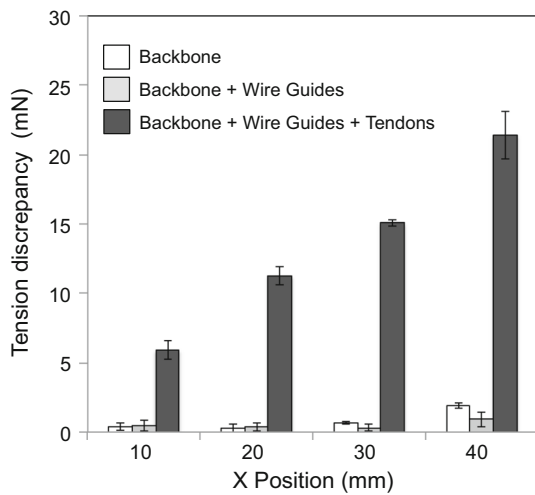 30
25
20
15
10
5
0
Tension discrepancy (mN)
Backbone
Backbone + Wire Guides
Backbone + Wire Guides + Tendons
10 20 30 40
X Position (mm)